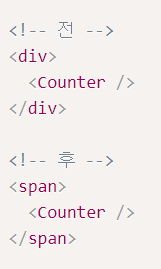 <!-- 전 -->
<div>
  <Counter />
</div>

<!-- 후 -->
<span>
  <Counter />
</span>